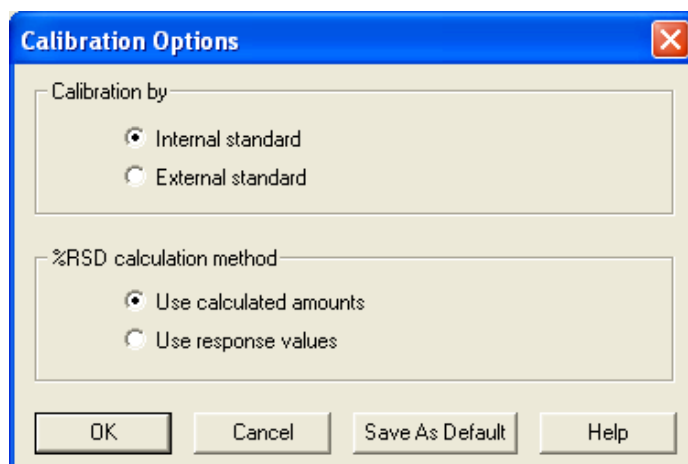 Calibration Options
Calibration by
Internal standard
External standard
%RSD calculation method
Use calculated amounts
Use response values
OK Cancel Save As Default Help